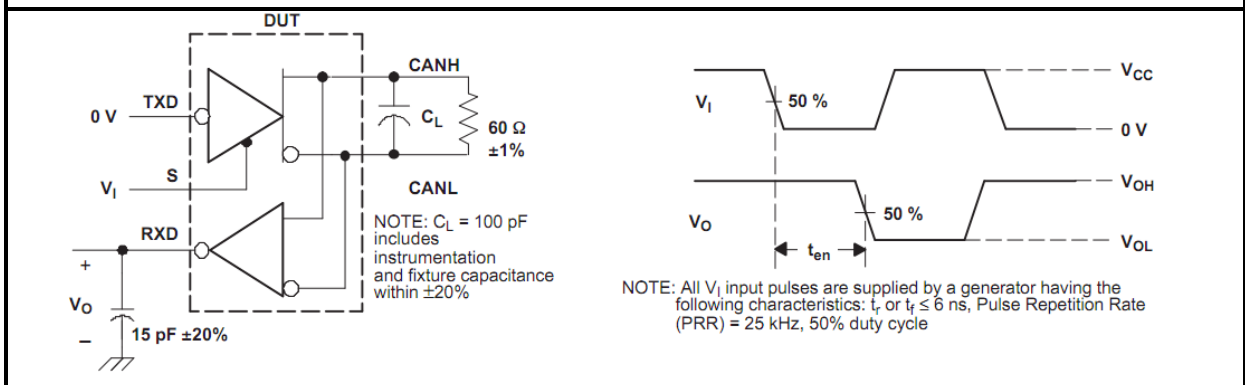 DUT
CANH
TXD
0 V
CL
60 Ω
±1%
S
VI
CANL
RXD
NOTE: CL = 100 pF
includes
instrumentation
and fixture capacitance
within ±20%
+
VO
–
15 pF ±20%
VCC
VI
50 %
0 V
VOH
VO
50 %
ten
VOL
NOTE: All VI input pulses are supplied by a generator having the
following characteristics: tr or tf ≤ 6 ns, Pulse Repetition Rate
(PRR) = 25 kHz, 50% duty cycle